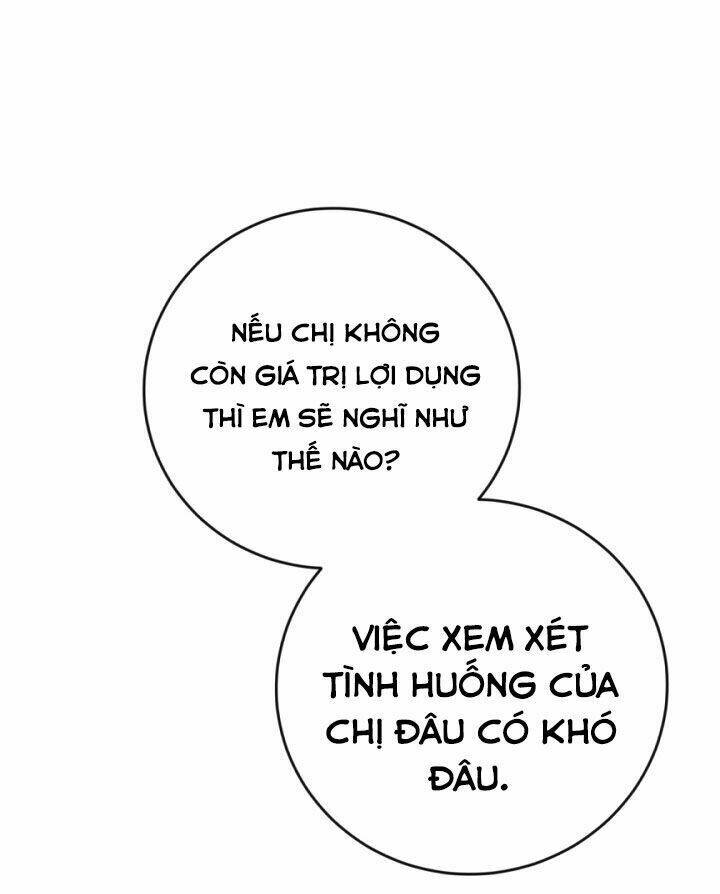 NẾU CHỊ KHÔNG
CÒN GIÁ TRỊ LỢI DỤNG
THÌ EM SẼ NGHĨ NHƯ
THẾ NÀO?
VIỆC XEM XÉT
TÌNH HUỐNG CỦA
CHỊ ĐÂU CÓ KHÓ
ĐÂU.